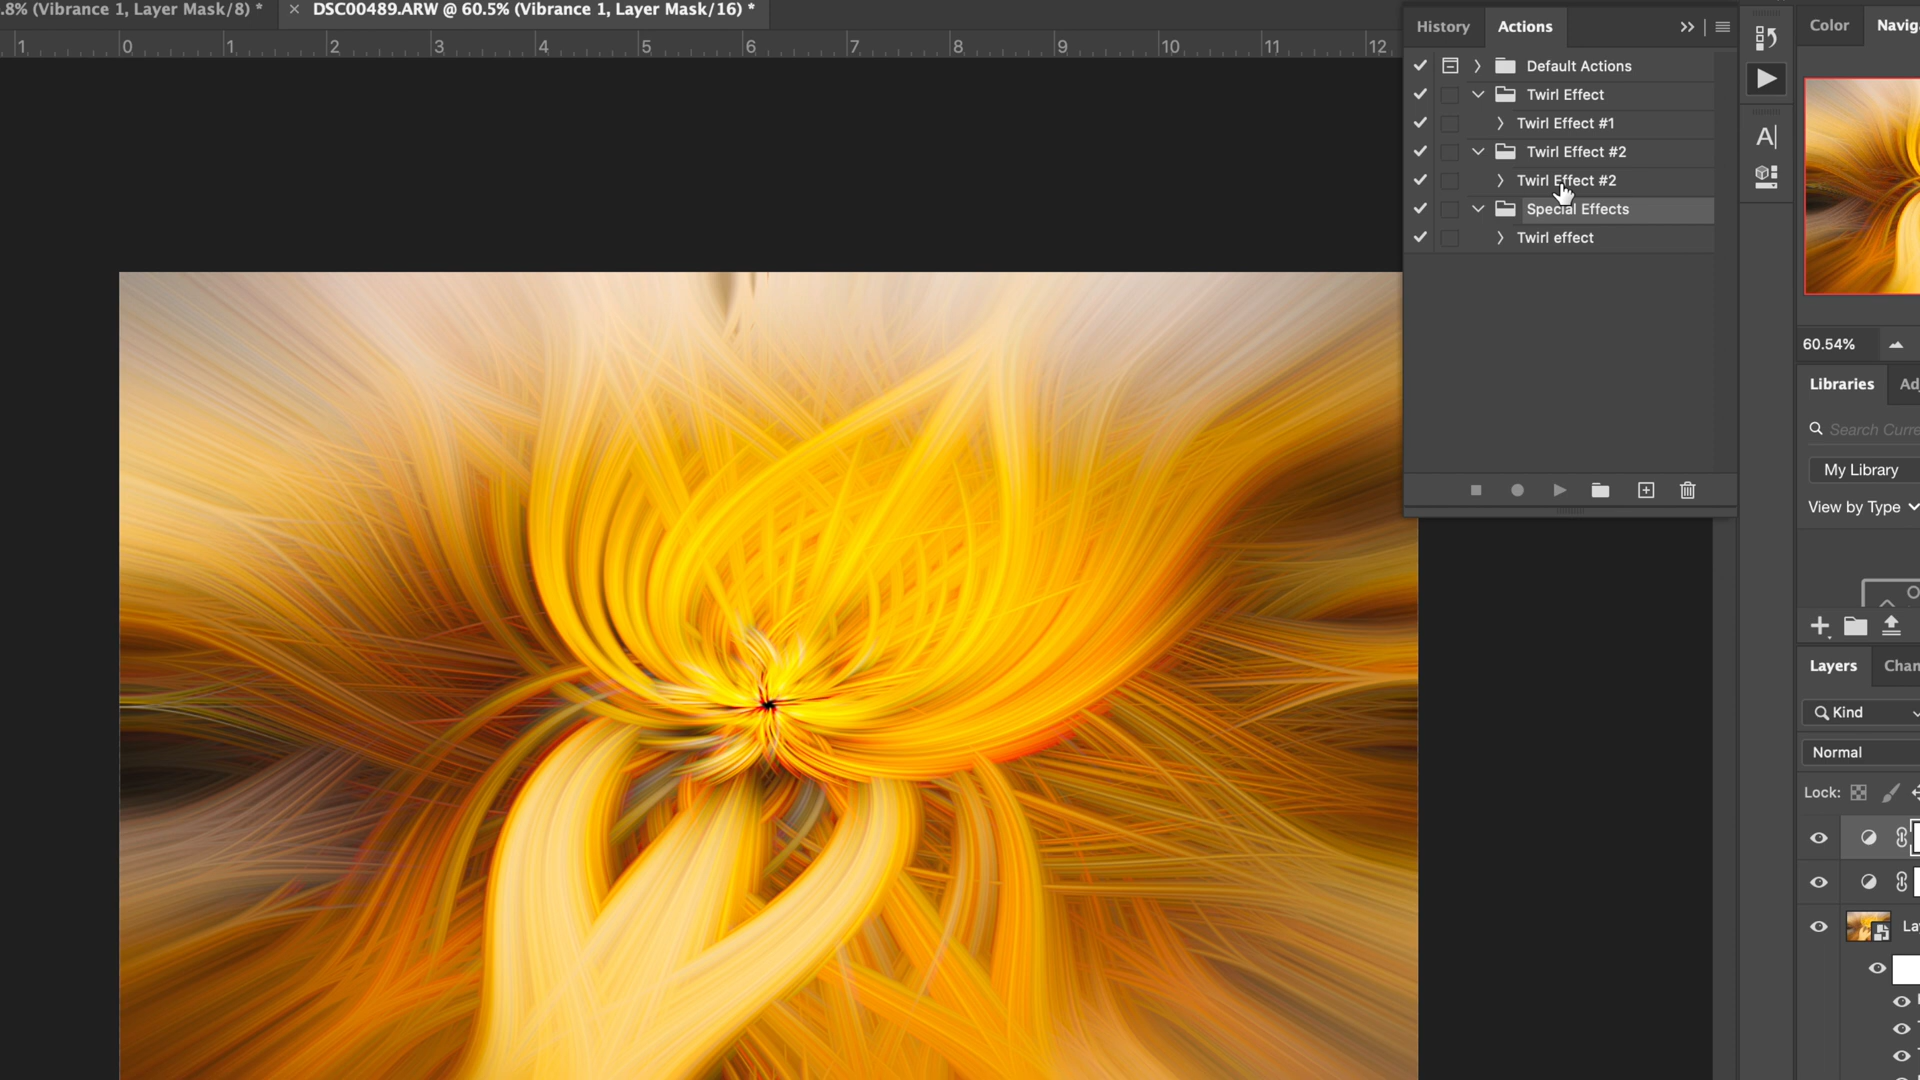 .8% (Vibrance 1, Layer Mask/8) *
× DSC00489.ARW @ 60.5% (Vibrance 1, Layer Mask/16) *
1 0 1 2 3 4 5 6 7 8 9 10 11 12
History Actions
Default Actions
Twirl Effect
Twirl Effect #1
Twirl Effect #2
Twirl Effect #2
Special Effects
Twirl effect
A|
Color Navig
60.54%
Libraries Ad
Search Curre
My Library
View by Type
Layers Chan
Kind
Normal
Lock:
La